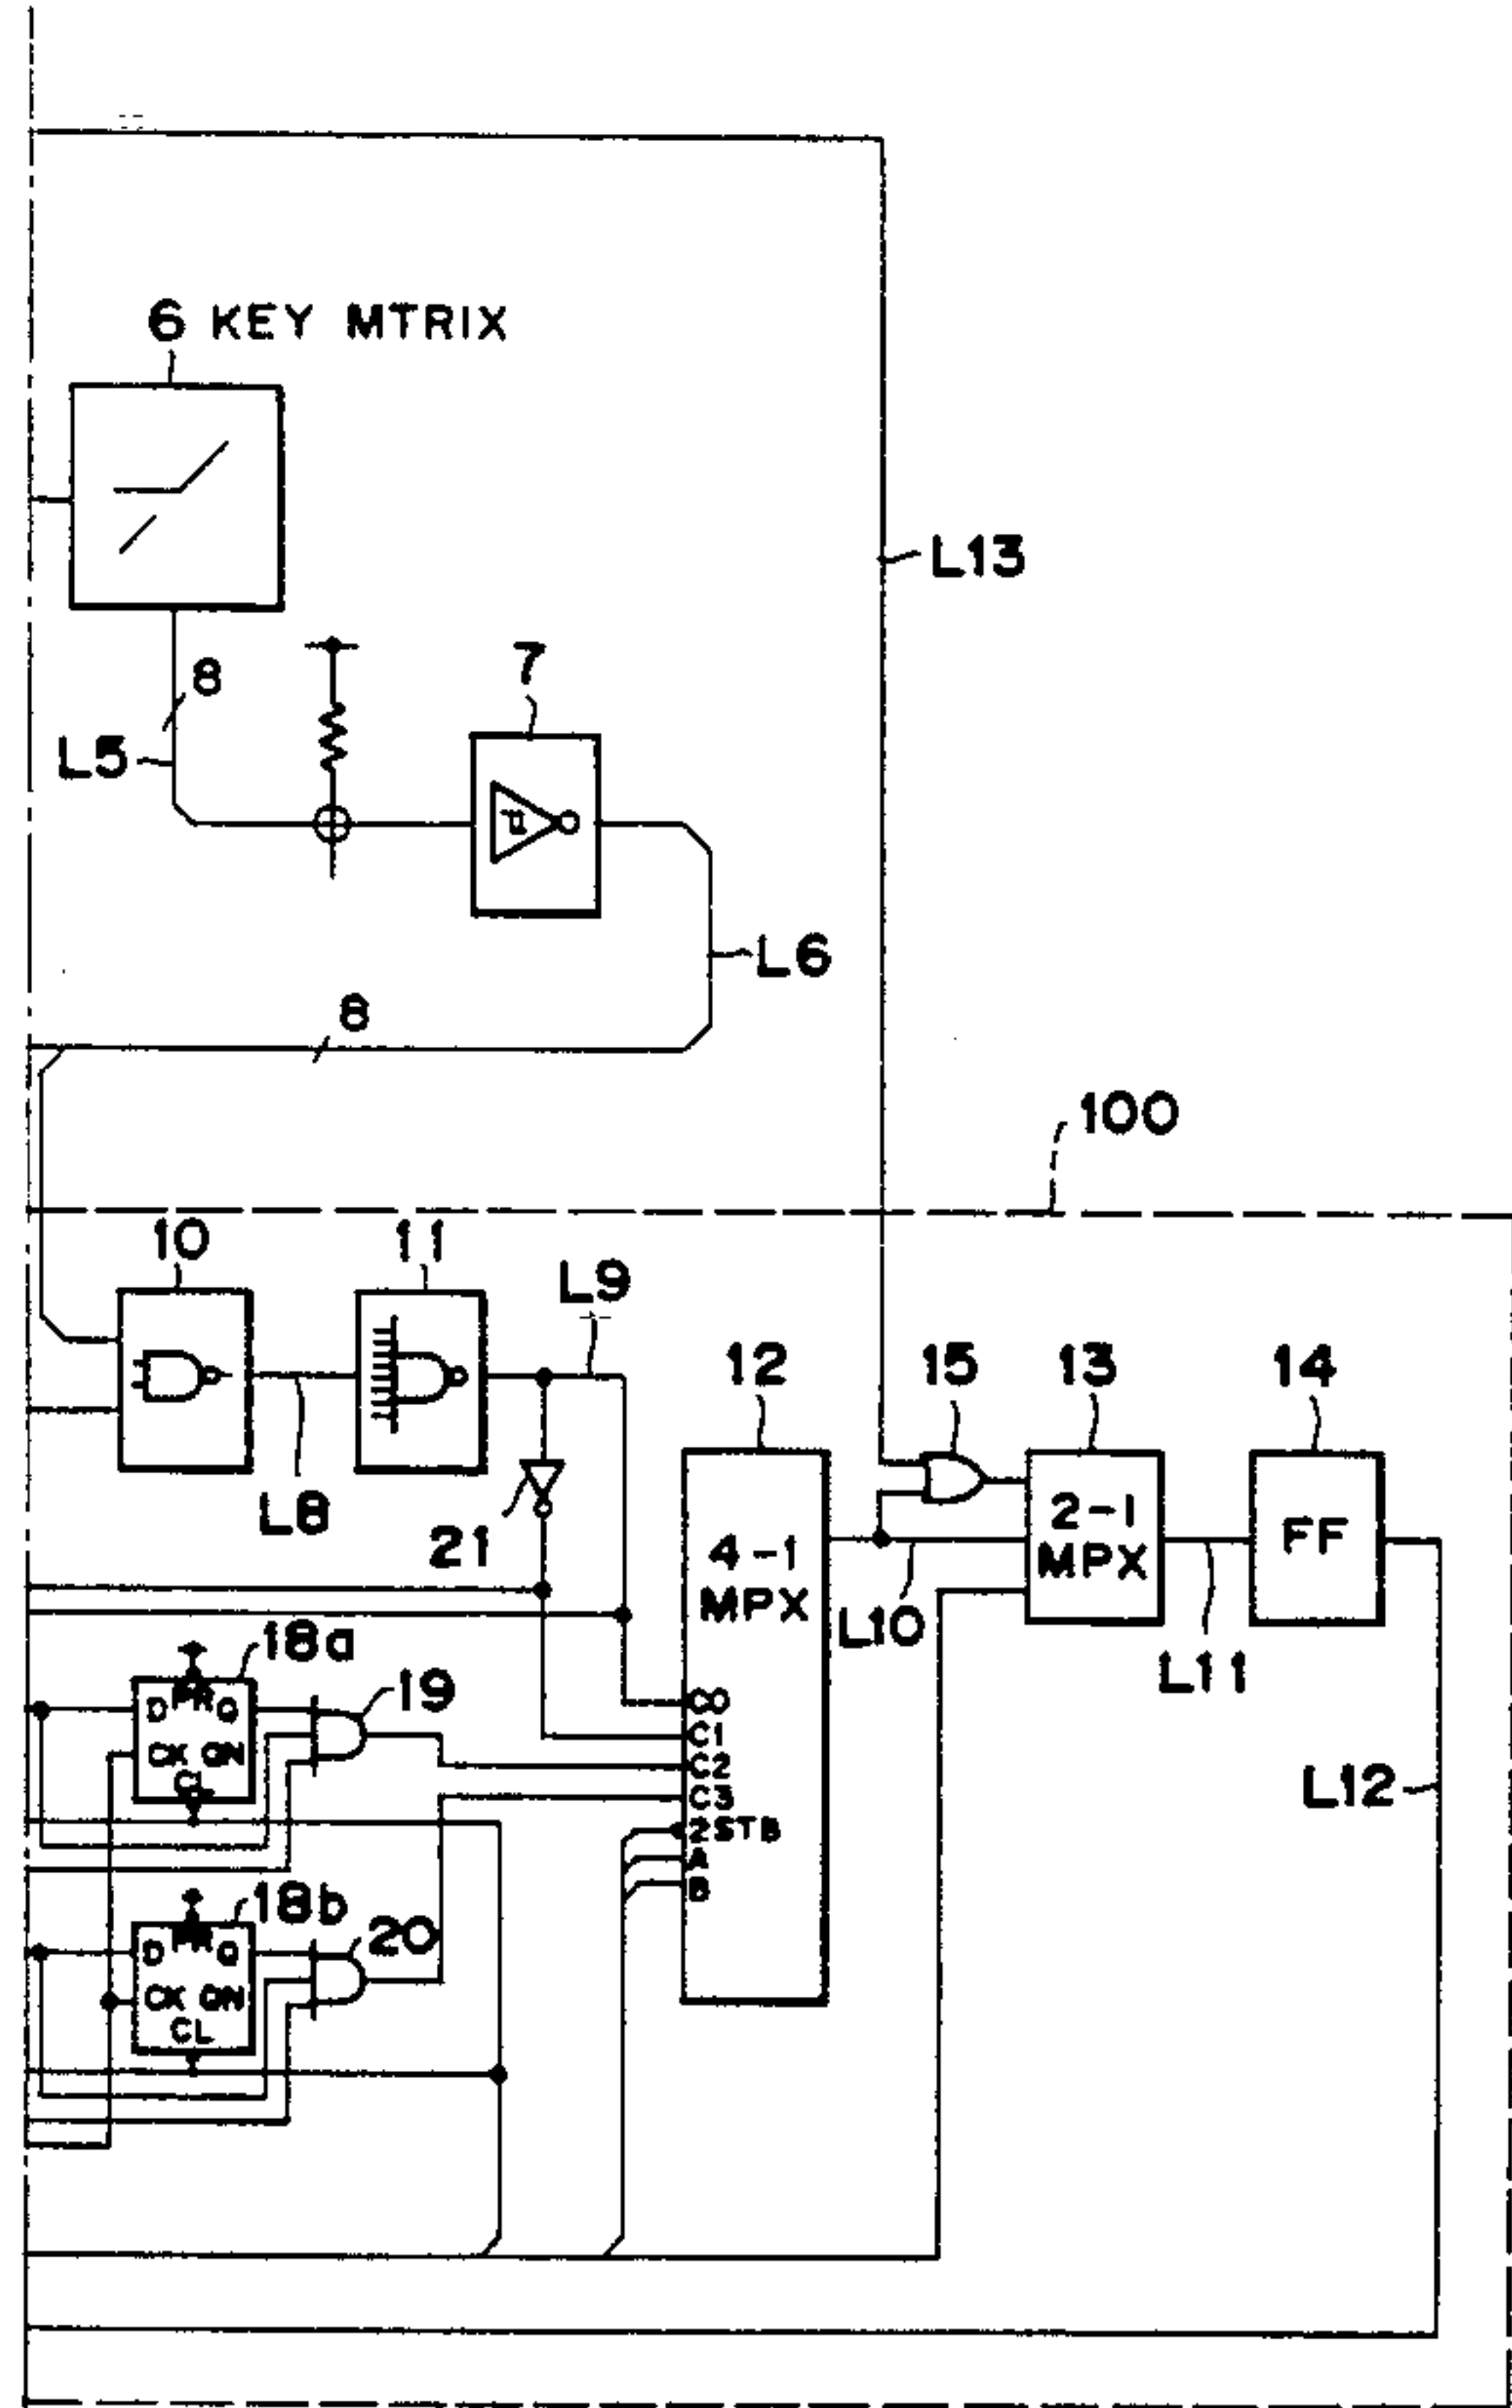 6 KEY MTRIX
L13
8
7
L5
L6
8
100
10
11
L9
12
15
13
14
L8
21
4-1
MPX
2-1
MPX
FF
L10
L11
18a
19
D PR Q
CK QN
CL
C0
C1
C2
C3
2STB
A
B
L12
18b
20
D PR Q
CK QN
CL